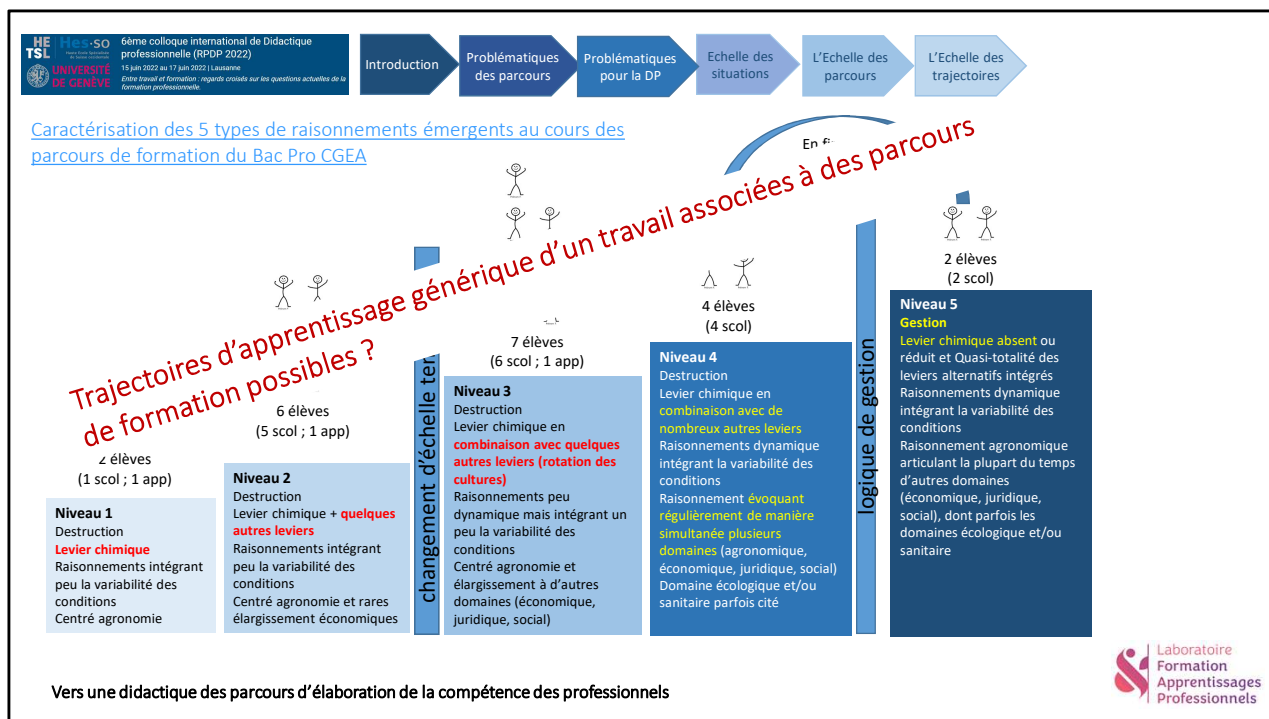 HE
TSL
Hes·so
UNIVERSITÉ
DE GENÈVE
6ème colloque international de Didactique
professionnelle (RPDP 2022)
15 juin 2022 au 17 juin 2022 | Lausanne
Entre travail et formation : regards croisés sur les questions actuelles de la
formation professionnelle.
Introduction
Problématiques
des parcours
Problématiques
pour la DP
Echelle des
situations
L'Echelle des
parcours
L'Echelle des
trajectoires
Caractérisation des 5 types de raisonnements émergents au cours des
parcours de formation du Bac Pro CGEA
En
Trajectoires d'apprentissage générique d'un travail associées à des parcours
de formation possibles ?
2 élèves
(1 scol ; 1 app)
Niveau 1
Destruction
Levier chimique
Raisonnements intégrant
peu la variabilité des
conditions
Centré agronomie
6 élèves
(5 scol ; 1 app)
Niveau 2
Destruction
Levier chimique + quelques
autres leviers
Raisonnements intégrant
peu la variabilité des
conditions
Centré agronomie et rares
élargissement économiques
changement d'échelle
7 élèves
(6 scol ; 1 app)
Niveau 3
Destruction
Levier chimique en
combinaison avec quelques
autres leviers (rotation des
cultures)
Raisonnements peu
dynamique mais intégrant un
peu la variabilité des
conditions
Centré agronomie et
élargissement à d'autres
domaines (économique,
juridique, social)
4 élèves
(4 scol)
Niveau 4
Destruction
Levier chimique en
combinaison avec de
nombreux autres leviers
Raisonnements dynamique
intégrant la variabilité des
conditions
Raisonnement évoquant
régulièrement de manière
simultanée plusieurs
domaines (agronomique,
économique, juridique, social)
Domaine écologique et/ou
sanitaire parfois cité
logique de gestion
2 élèves
(2 scol)
Niveau 5
Gestion
Levier chimique absent ou
réduit et Quasi-totalité des
leviers alternatifs intégrés
Raisonnements dynamique
intégrant la variabilité des
conditions
Raisonnement agronomique
articulant la plupart du temps
d'autres domaines
(économique, juridique,
social), dont parfois les
domaines écologique et/ou
sanitaire
Vers une didactique des parcours d'élaboration de la compétence des professionnels
Laboratoire
Formation
Apprentissages
Professionnels